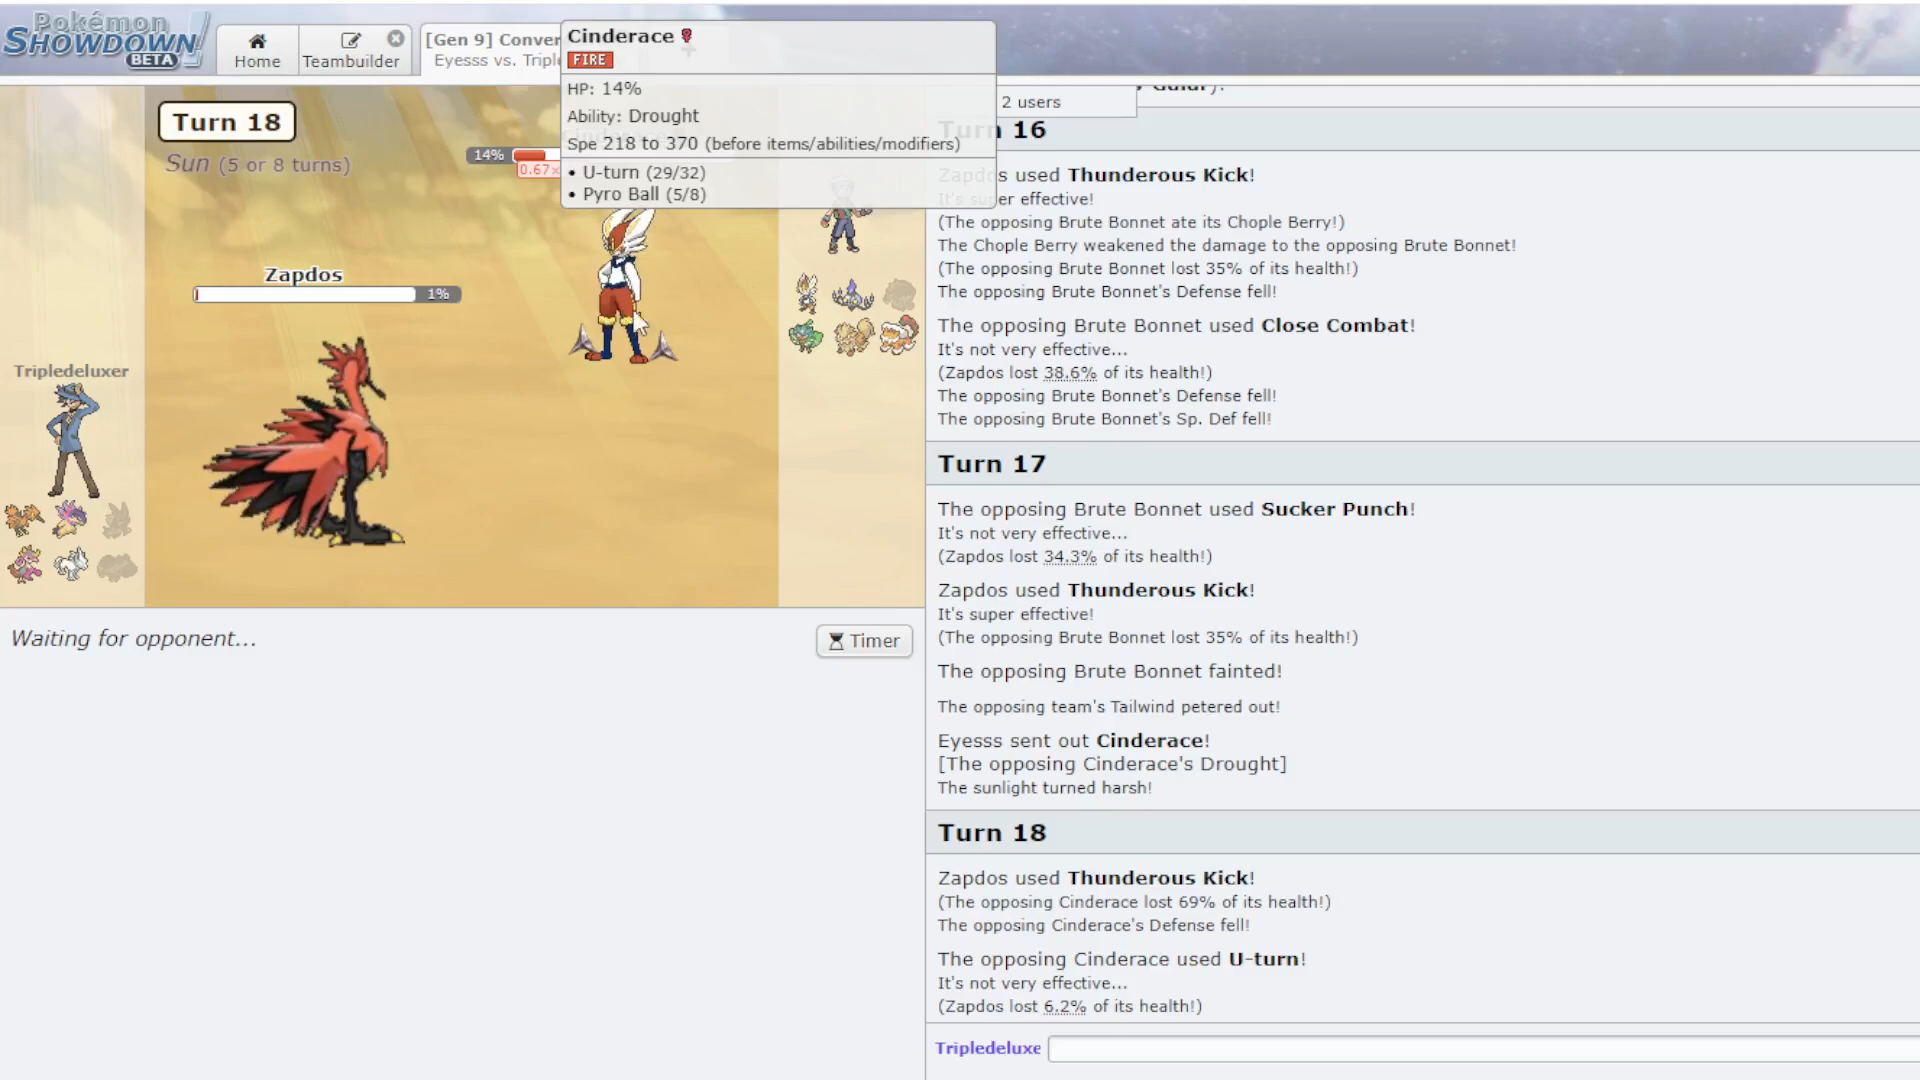 Pokémon
SHOWDOWN!
BETA
Home
Teambuilder
[Gen 9] Conver
Eyesss vs. Triple
Cinderace
FIRE
HP: 14%
Ability: Drought
Spe 218 to 370 (before items/abilities/modifiers)
• U-turn (29/32)
• Pyro Ball (5/8)
2 users
Turn 18
Sun (5 or 8 turns)
14%
0.67x
Zapdos
1%
Tripledeluxer
Waiting for opponent...
Timer
Turn 16
Zapdos used Thunderous Kick!
It's super effective!
(The opposing Brute Bonnet ate its Chople Berry!)
The Chople Berry weakened the damage to the opposing Brute Bonnet!
(The opposing Brute Bonnet lost 35% of its health!)
The opposing Brute Bonnet's Defense fell!
The opposing Brute Bonnet used Close Combat!
It's not very effective...
(Zapdos lost 38.6% of its health!)
The opposing Brute Bonnet's Defense fell!
The opposing Brute Bonnet's Sp. Def fell!
Turn 17
The opposing Brute Bonnet used Sucker Punch!
It's not very effective...
(Zapdos lost 34.3% of its health!)
Zapdos used Thunderous Kick!
It's super effective!
(The opposing Brute Bonnet lost 35% of its health!)
The opposing Brute Bonnet fainted!
The opposing team's Tailwind petered out!
Eyesss sent out Cinderace!
[The opposing Cinderace's Drought]
The sunlight turned harsh!
Turn 18
Zapdos used Thunderous Kick!
(The opposing Cinderace lost 69% of its health!)
The opposing Cinderace's Defense fell!
The opposing Cinderace used U-turn!
It's not very effective...
(Zapdos lost 6.2% of its health!)
Tripledeluxe